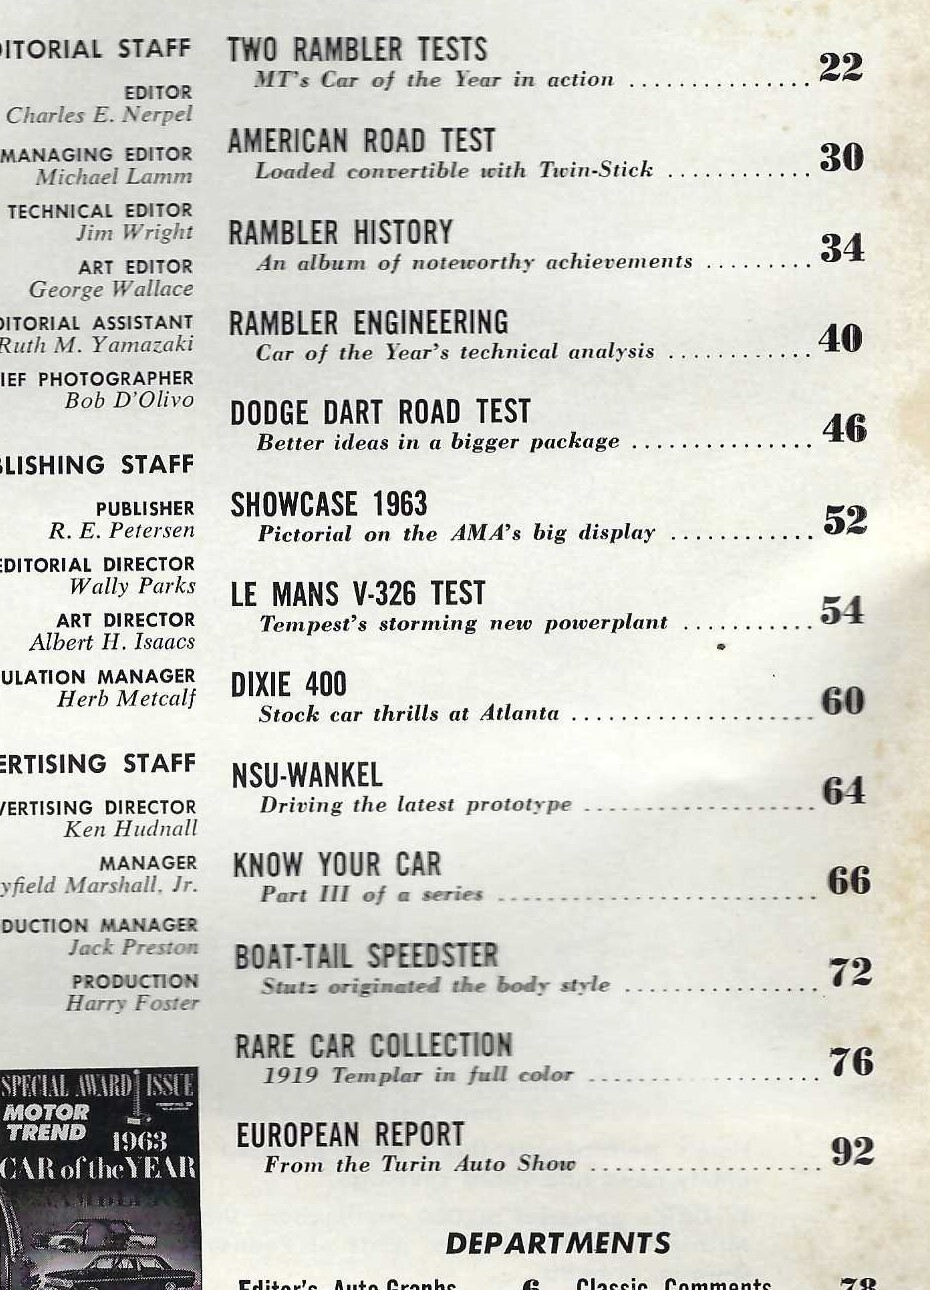 ITORIAL STAFF
EDITOR
Charles E. Nerpel
MANAGING EDITOR
Michael Lamm
TECHNICAL EDITOR
Jim Wright
ART EDITOR
George Wallace
DITORIAL ASSISTANT
Ruth M. Yamazaki
IEF PHOTOGRAPHER
Bob D'Olivo
BLISHING STAFF
PUBLISHER
R. E. Petersen
EDITORIAL DIRECTOR
Wally Parks
ART DIRECTOR
Albert H. Isaacs
ULATION MANAGER
Herb Metcalf
ERTISING STAFF
VERTISING DIRECTOR
Ken Hudnall
MANAGER
yfield Marshall, Jr.
DUCTION MANAGER
Jack Preston
PRODUCTION
Harry Foster
SPECIAL AWARD ISSUE
MOTOR
TREND 1963
CAR of the YEAR
TWO RAMBLER TESTS
MT's Car of the Year in action ............... 22
AMERICAN ROAD TEST
Loaded convertible with Twin-Stick ............ 30
RAMBLER HISTORY
An album of noteworthy achievements ......... 34
RAMBLER ENGINEERING
Car of the Year's technical analysis ............ 40
DODGE DART ROAD TEST
Better ideas in a bigger package ............... 46
SHOWCASE 1963
Pictorial on the AMA's big display ............ 52
LE MANS V-326 TEST
Tempest's storming new powerplant ........... 54
DIXIE 400
Stock car thrills at Atlanta .................... 60
NSU-WANKEL
Driving the latest prototype ................... 64
KNOW YOUR CAR
Part III of a series .......................... 66
BOAT-TAIL SPEEDSTER
Stutz originated the body style ................ 72
RARE CAR COLLECTION
1919 Templar in full color ................... 76
EUROPEAN REPORT
From the Turin Auto Show ................... 92
DEPARTMENTS
Editor's Auto Graphs 6 Classic Comments 78